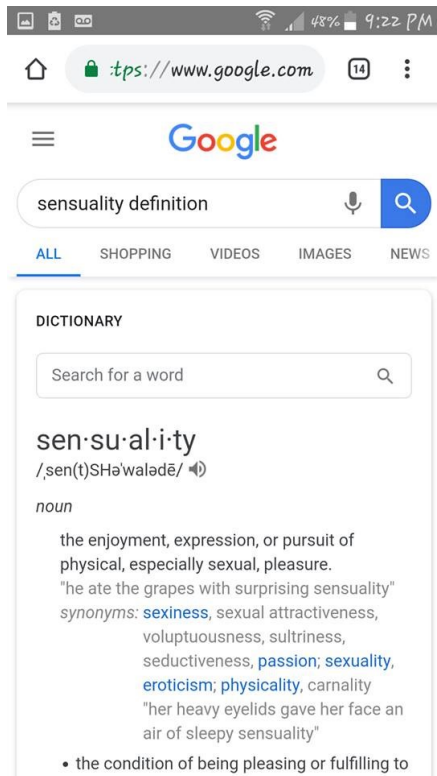 48% 9:22 PM
:tps://www.google.com 14
Google
sensuality definition
ALL SHOPPING VIDEOS IMAGES NEWS
DICTIONARY
Search for a word
sen·su·al·i·ty
/ˌsen(t)SHəˈwalədē/
noun
the enjoyment, expression, or pursuit of
physical, especially sexual, pleasure.
"he ate the grapes with surprising sensuality"
synonyms: sexiness, sexual attractiveness,
voluptuousness, sultriness,
seductiveness, passion; sexuality,
eroticism; physicality, carnality
"her heavy eyelids gave her face an
air of sleepy sensuality"
• the condition of being pleasing or fulfilling to